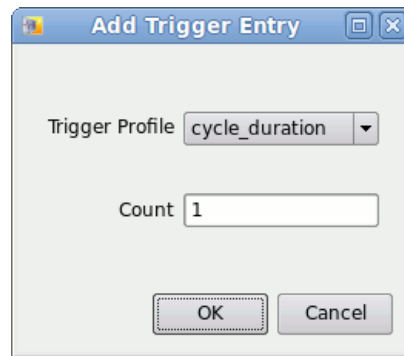 Add Trigger Entry
Trigger Profile cycle_duration
Count 1
OK Cancel